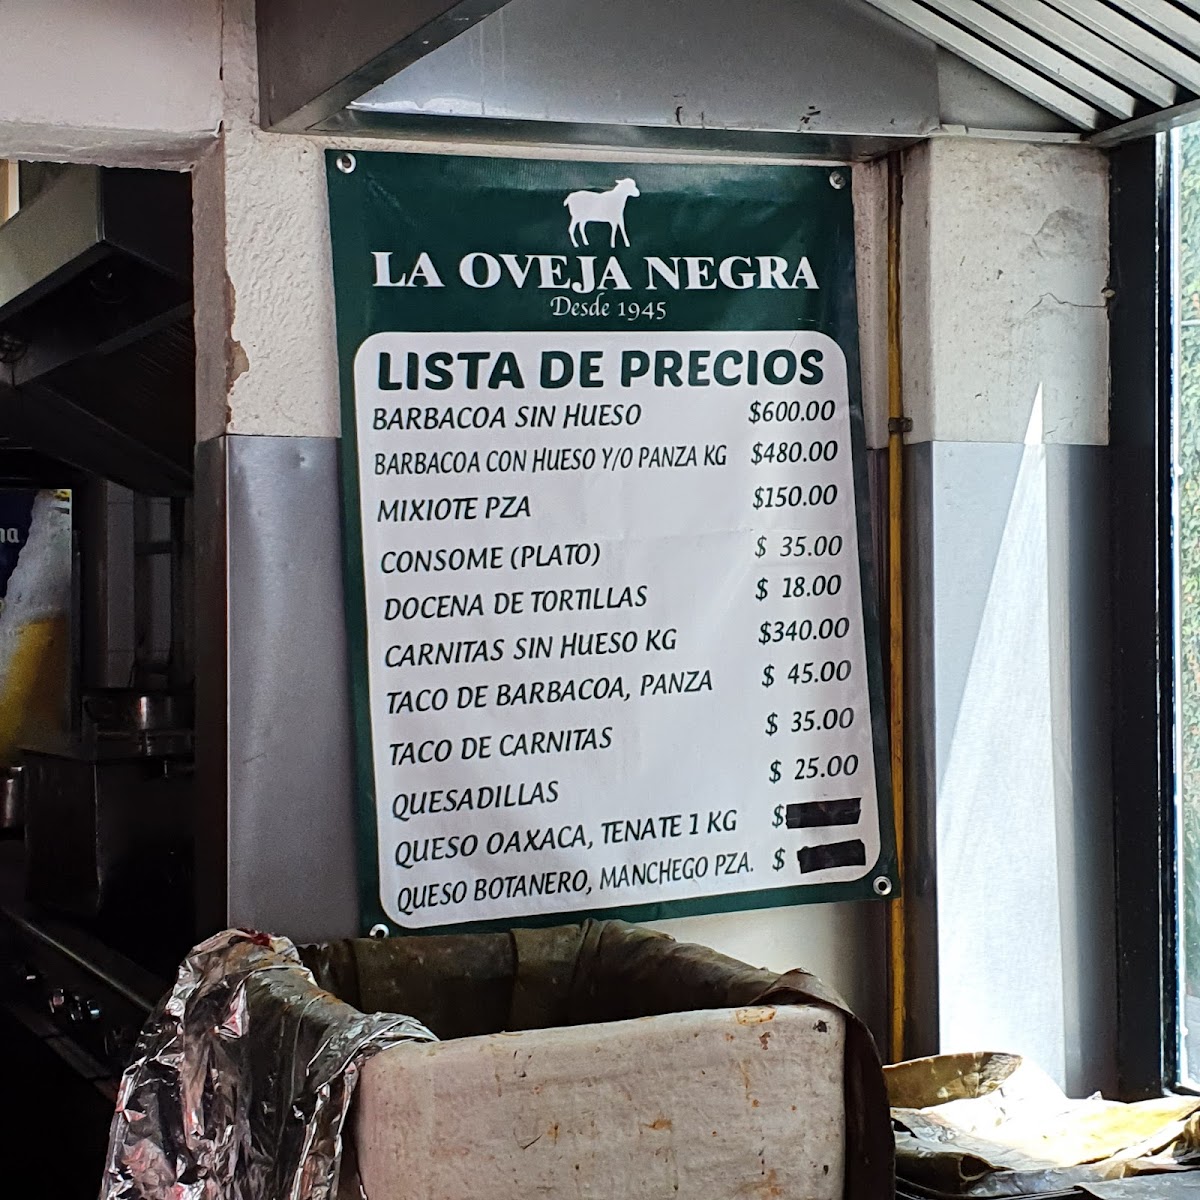 LA OVEJA NEGRA
Desde 1945
LISTA DE PRECIOS
BARBACOA SIN HUESO $600.00
BARBACOA CON HUESO Y/O PANZA KG $480.00
MIXIOTE PZA $150.00
CONSOME (PLATO) $ 35.00
DOCENA DE TORTILLAS $ 18.00
CARNITAS SIN HUESO KG $340.00
TACO DE BARBACOA, PANZA $ 45.00
TACO DE CARNITAS $ 35.00
QUESADILLAS $ 25.00
QUESO OAXACA, TENATE 1 KG $
QUESO BOTANERO, MANCHEGO PZA. $